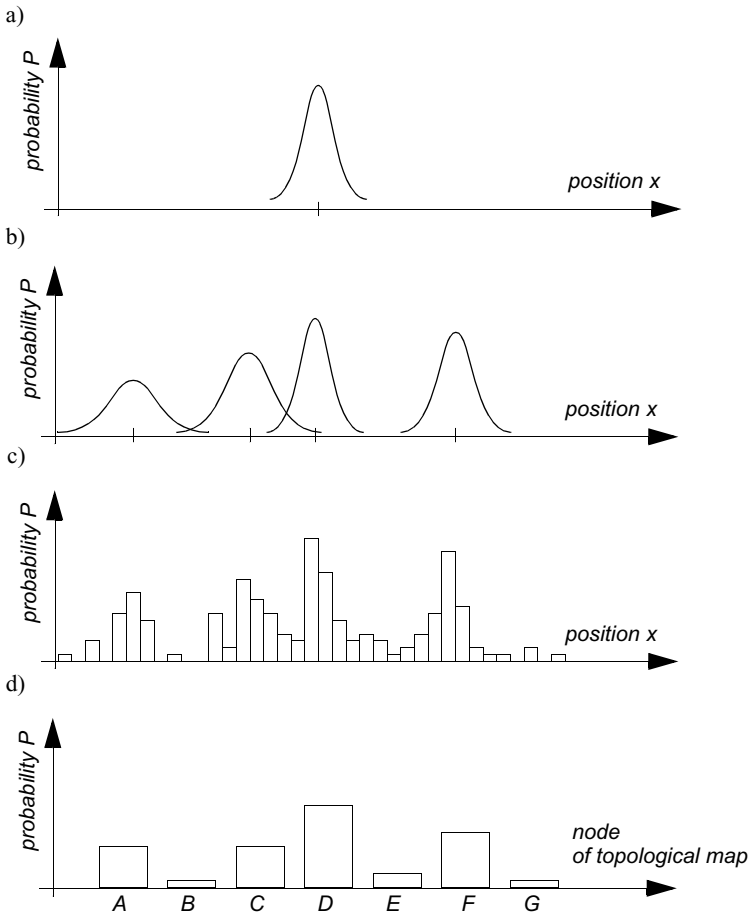 a)
probability P
position x
b)
probability P
position x
c)
probability P
position x
d)
probability P
node
of topological map
A B C D E F G